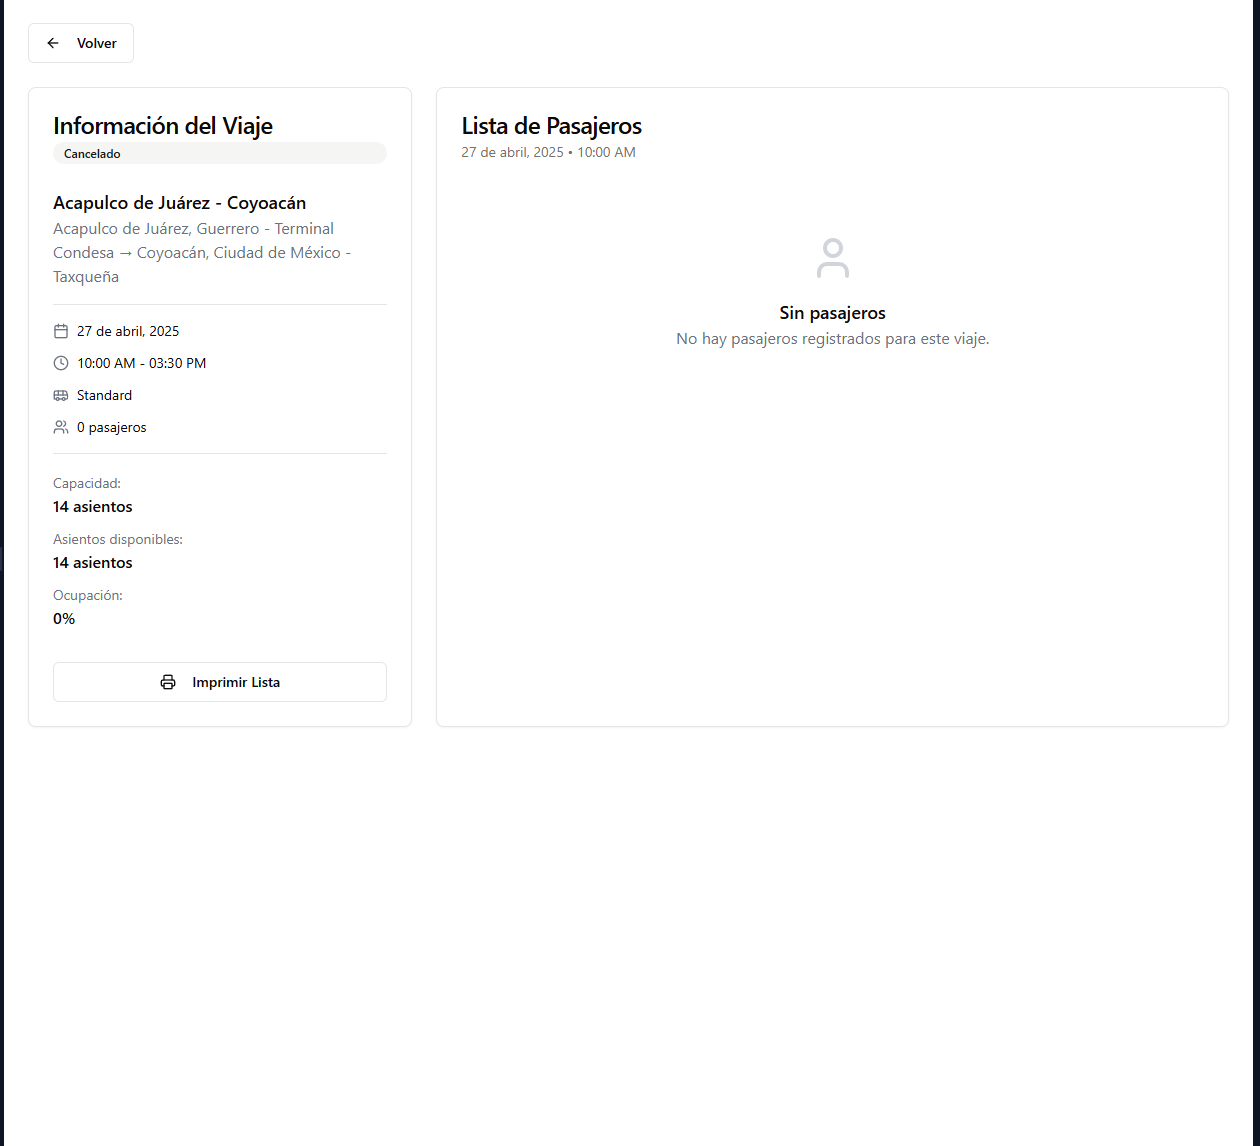 Volver
Información del Viaje
Cancelado
Acapulco de Juárez - Coyoacán
Acapulco de Juárez, Guerrero - Terminal
Condesa → Coyoacán, Ciudad de México -
Taxqueña
27 de abril, 2025
10:00 AM - 03:30 PM
Standard
0 pasajeros
Capacidad:
14 asientos
Asientos disponibles:
14 asientos
Ocupación:
0%
Imprimir Lista
Lista de Pasajeros
27 de abril, 2025 • 10:00 AM
Sin pasajeros
No hay pasajeros registrados para este viaje.